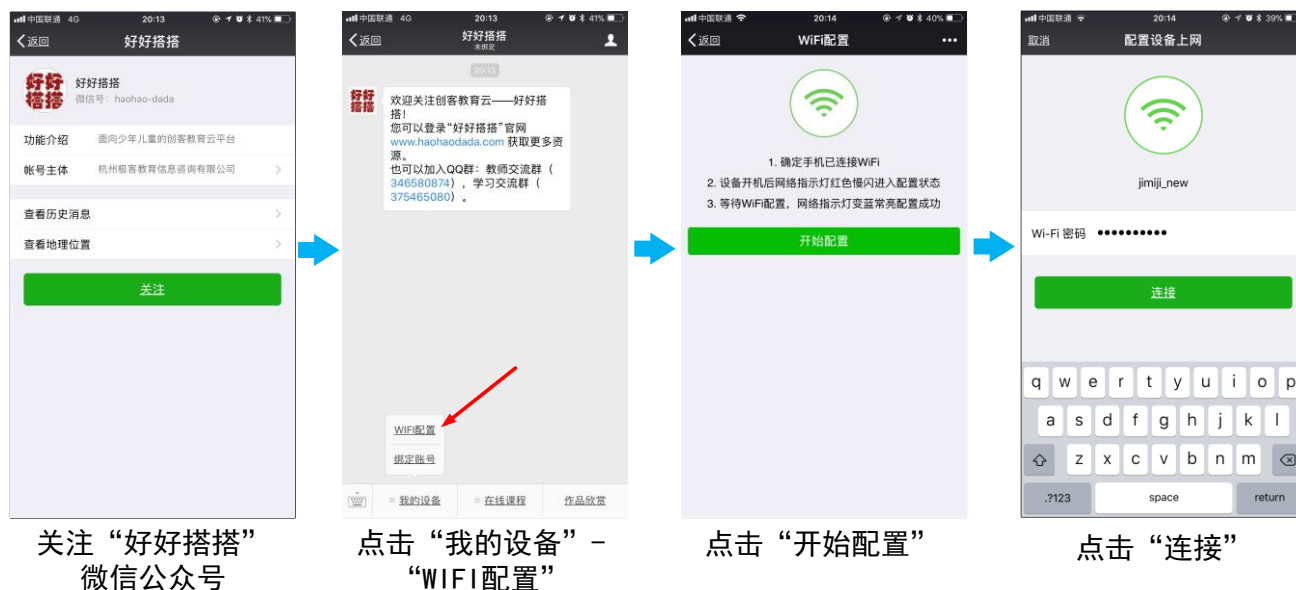 中国联通 4G 20:13 41%
返回 好好搭搭
好好
搭搭
好好搭搭
微信号: haohao-dada
功能介绍 面向少年儿童的创客教育云平台
帐号主体 杭州极客教育信息咨询有限公司
查看历史消息
查看地理位置
关注
关注“好好搭搭”
微信公众号
中国联通 4G 20:13 41%
返回 好好搭搭
未绑定
20:13
好好
搭搭
欢迎关注创客教育云——好好搭
搭!
您可以登录“好好搭搭”官网
www.haohaodada.com 获取更多资
源。
也可以加入QQ群：教师交流群（
346580874），学习交流群（
375465080）。
WIFI配置
绑定账号
我的设备 在线课程 作品欣赏
点击“我的设备”-
“WIFI配置”
中国联通 20:14 40%
返回 WiFi配置
1. 确定手机已连接WiFi
2. 设备开机后网络指示灯红色慢闪进入配置状态
3. 等待WiFi配置，网络指示灯变蓝常亮配置成功
开始配置
点击“开始配置”
中国联通 20:14 39%
取消 配置设备上网
jimiji_new
Wi-Fi 密码 ••••••••••
连接
q w e r t y u i o p
a s d f g h j k l
z x c v b n m
.?123 space return
点击“连接”